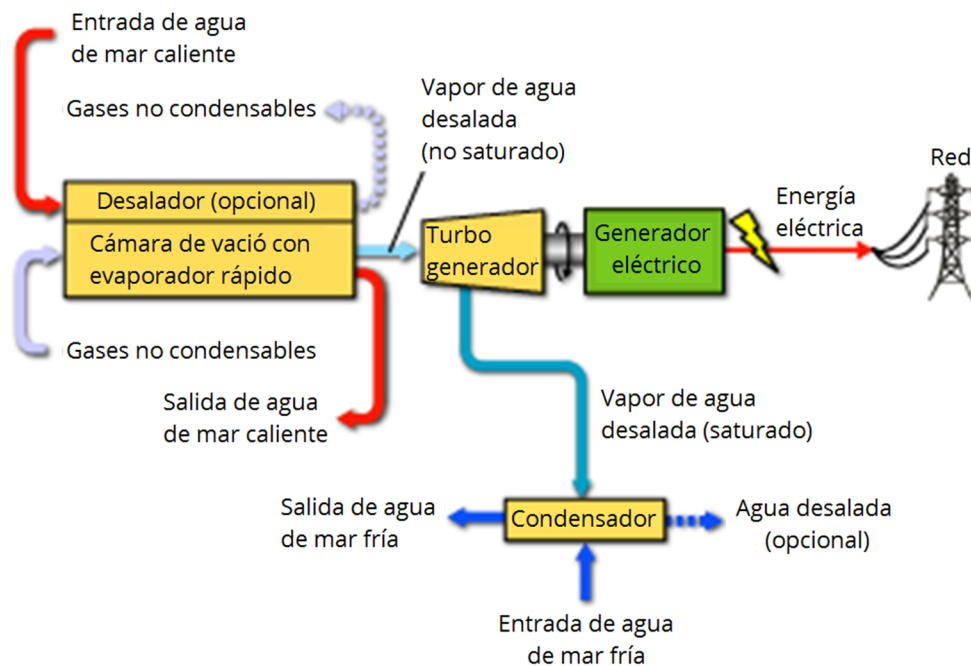 Entrada de agua
de mar caliente
Gases no condensables
Vapor de agua
desalada
(no saturado)
Desalador (opcional)
Cámara de vació con
evaporador rápido
Turbo
generador
Generador
eléctrico
Energía
eléctrica
Red
Gases no condensables
Salida de agua
de mar caliente
Vapor de agua
desalada (saturado)
Salida de agua
de mar fría
Condensador
Agua desalada
(opcional)
Entrada de agua
de mar fría